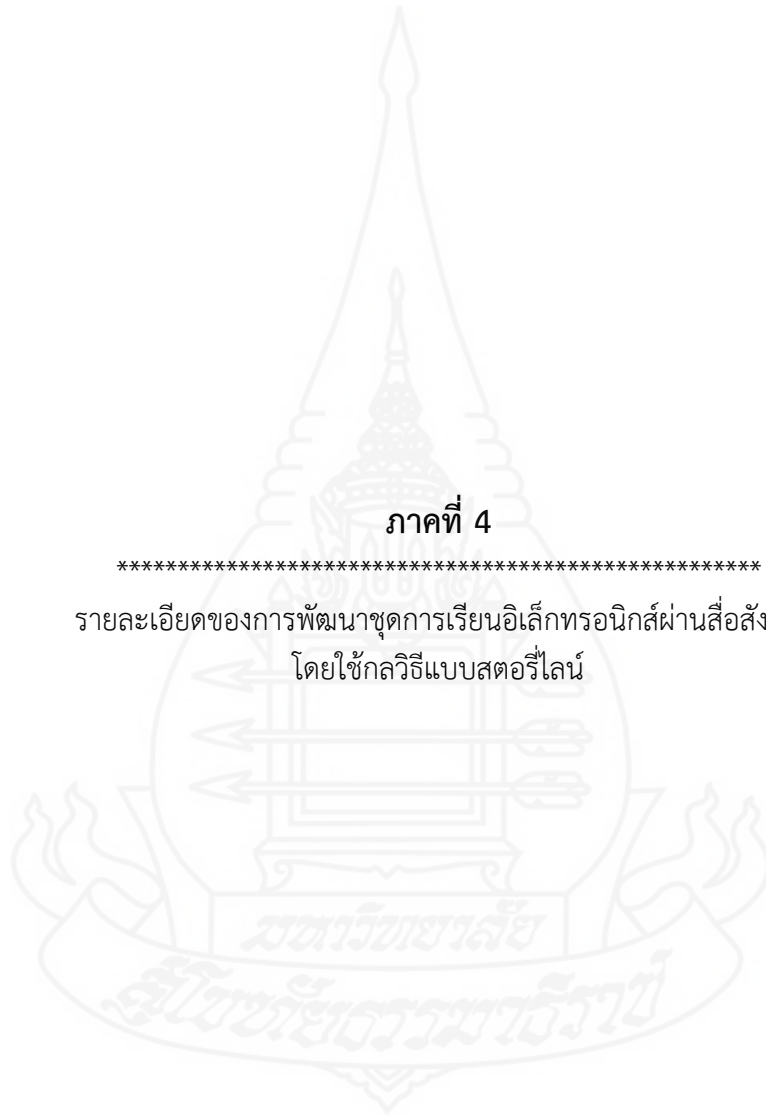 ภาคที่ 4
******************************************************
รายละเอียดของการพัฒนาชุดการเรียนอิเล็กทรอนิกส์ผ่านสื่อสัง
โดยใช้กลวิธีแบบสตอรี่ไลน์
มหาวิทยาลัย
สุโขทัยธรรมาธิราช